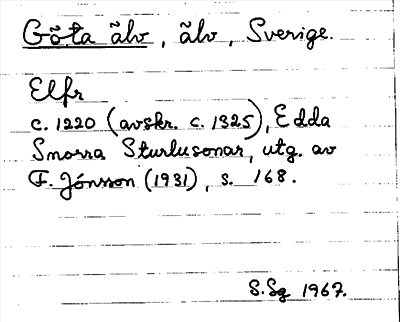 Göta älv, älv, Sverige.
Elfr
c. 1220 (avskr. c. 1325), Edda
Snorra Sturlusonar, utg. av
F. Jónsson (1931), s. 168.
S.Sg 1967.